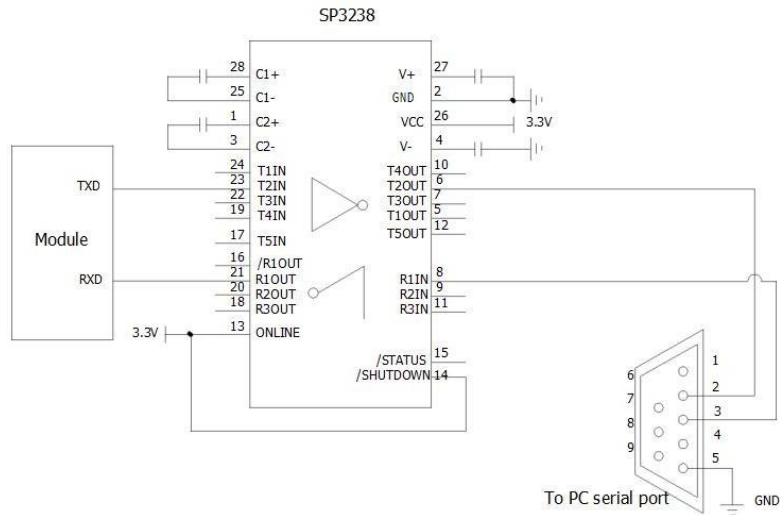 SP3238
28 C1+ V+ 27
25 C1- GND 2
1 C2+ VCC 26 3.3V
3 C2- V- 4
24 T1IN T4OUT 10
TXD 23 T2IN T2OUT 6
22 T3IN T3OUT 7
19 T4IN T1OUT 5
17 T5IN T5OUT 12
Module
16 /R1OUT
RXD 21 R1OUT R1IN 8
20 R2OUT R2IN 9
18 R3OUT R3IN 11
3.3V 13 ONLINE
/STATUS 15
/SHUTDOWN 14
1
6
2
7
3
8
4
9
5
To PC serial port
GND